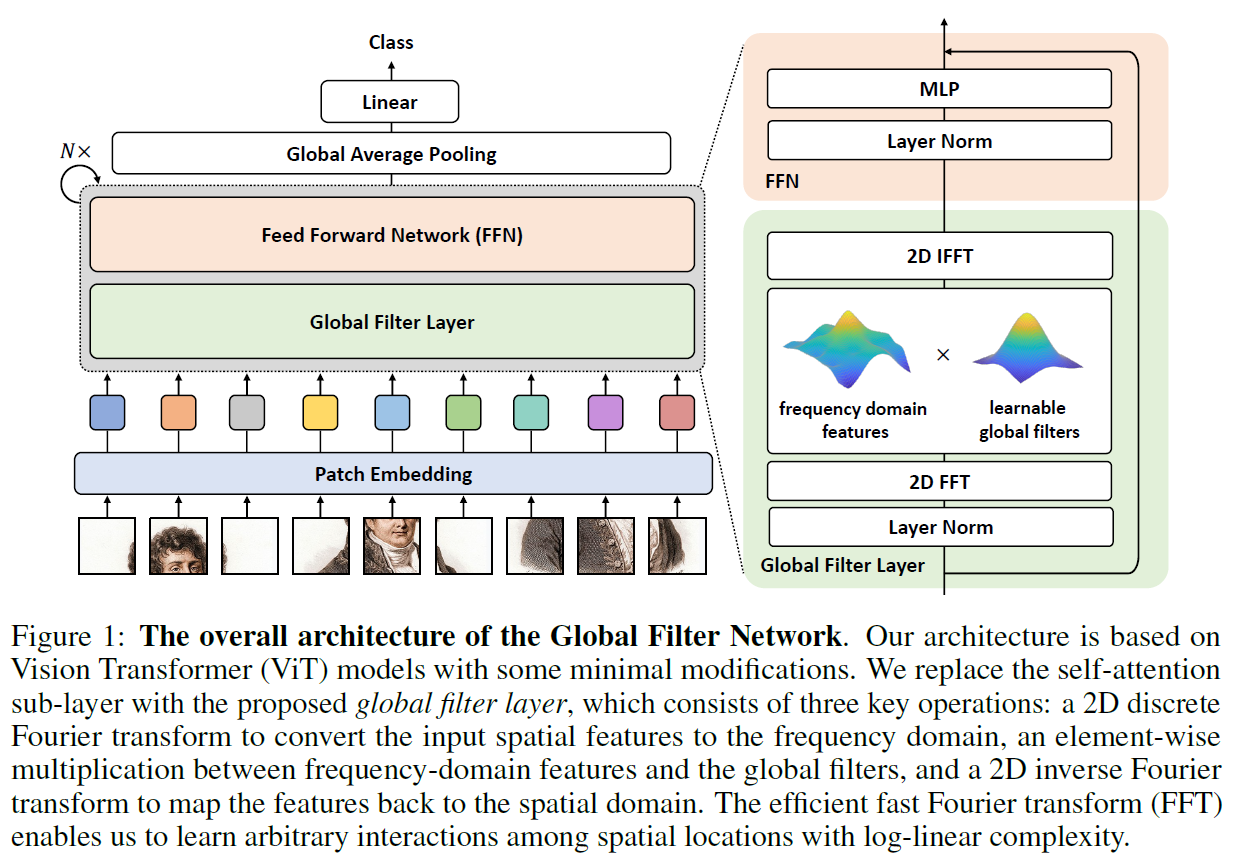 Class
Linear
N×
Global Average Pooling
Feed Forward Network (FFN)
Global Filter Layer
Patch Embedding
MLP
Layer Norm
FFN
2D IFFT
×
frequency domain
features
learnable
global filters
2D FFT
Layer Norm
Global Filter Layer
Figure 1: The overall architecture of the Global Filter Network. Our architecture is based on
Vision Transformer (ViT) models with some minimal modifications. We replace the self-attention
sub-layer with the proposed global filter layer, which consists of three key operations: a 2D discrete
Fourier transform to convert the input spatial features to the frequency domain, an element-wise
multiplication between frequency-domain features and the global filters, and a 2D inverse Fourier
transform to map the features back to the spatial domain. The efficient fast Fourier transform (FFT)
enables us to learn arbitrary interactions among spatial locations with log-linear complexity.